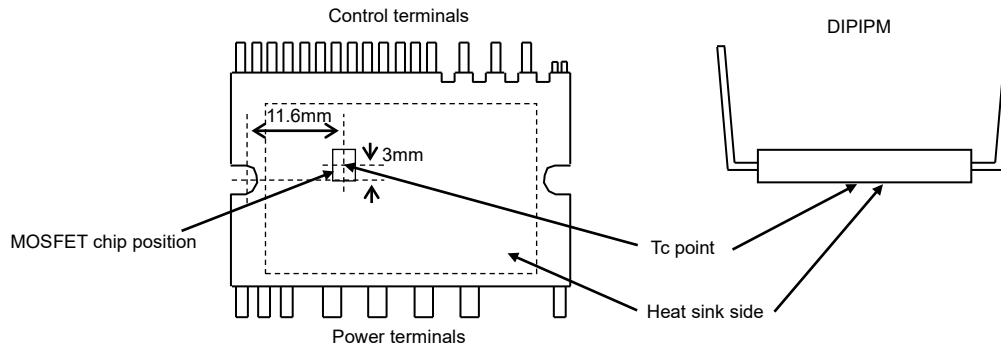 Control terminals
DIPIPM
11.6mm
3mm
MOSFET chip position
Tc point
Heat sink side
Power terminals